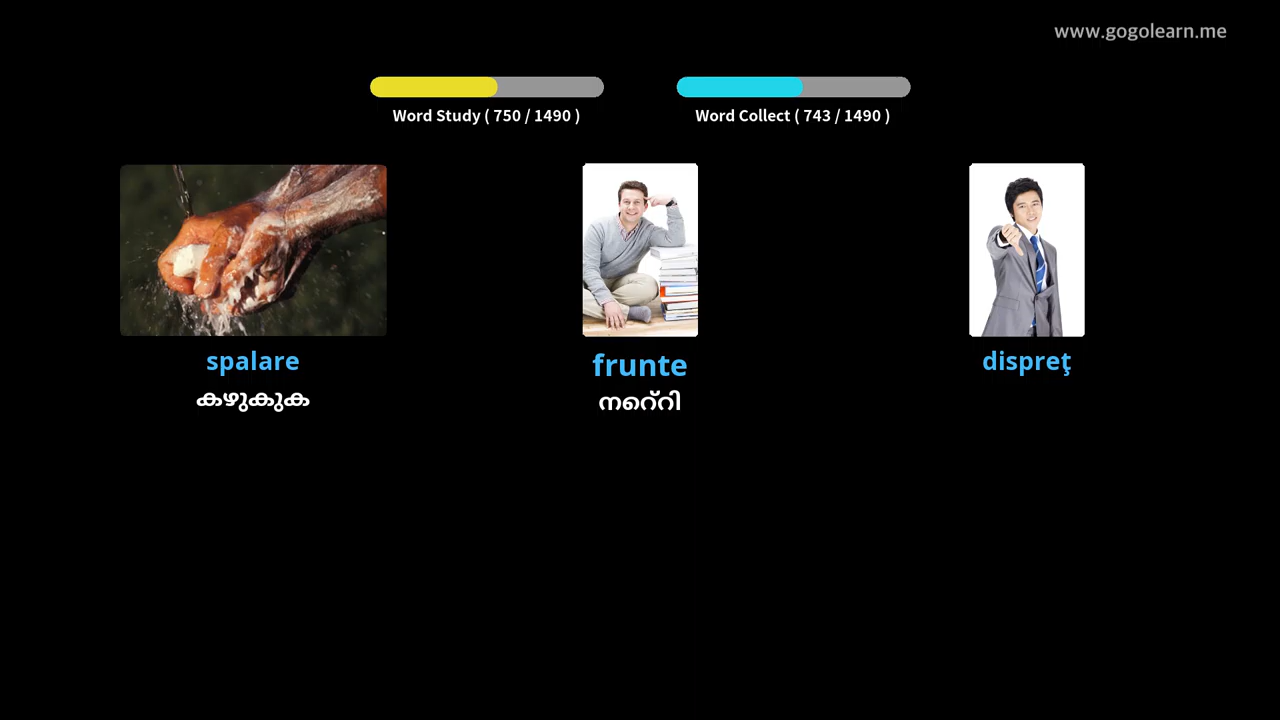 www.gogolearn.me
Word Study ( 750 / 1490 )
Word Collect ( 743 / 1490 )
spalare
frunte
dispreţ
കഴുകുക
നെറ്റി